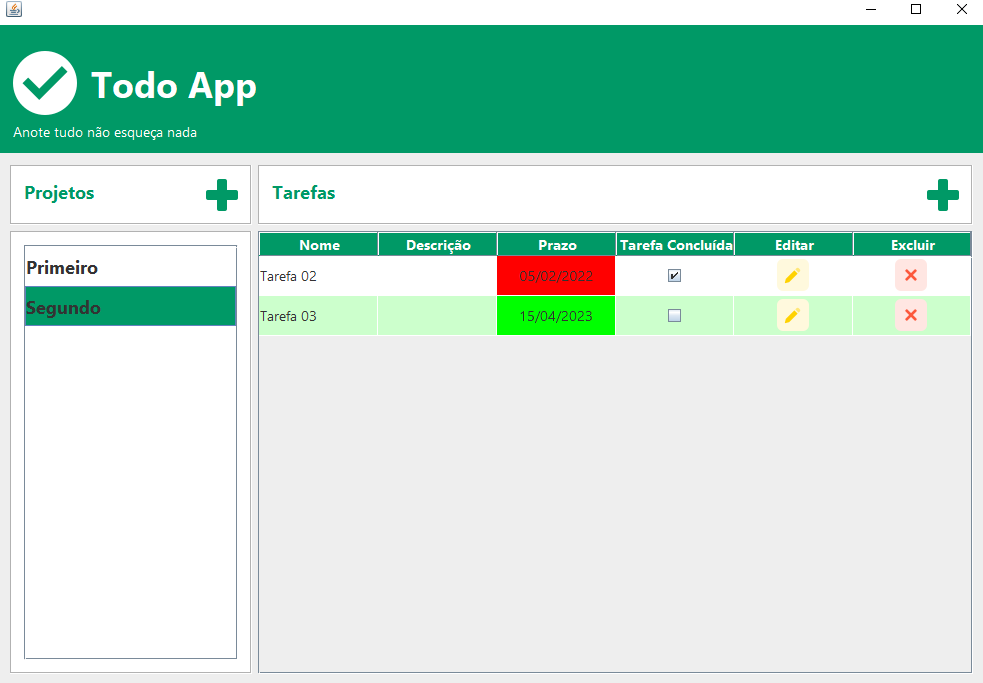 Todo App
Anote tudo não esqueça nada
Projetos
Tarefas
Primeiro
Segundo
Nome Descrição Prazo Tarefa Concluída Editar Excluir
Tarefa 02 05/02/2022
Tarefa 03 15/04/2023